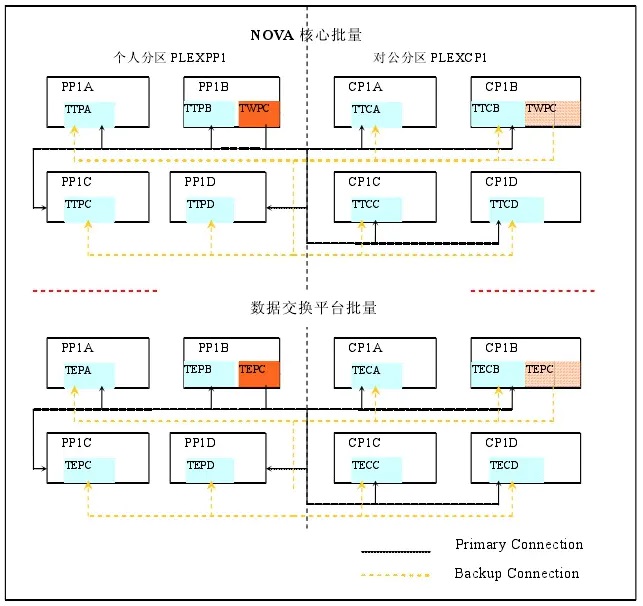 NOVA 核心批量
个人分区 PLEXPP1
对公分区 PLEXCP1
PP1A
PP1B
CP1A
CP1B
TTPA
TTPB
TWPC
TTCA
TTCB
TWPC
PP1C
PP1D
CP1C
CP1D
TTPC
TTPD
TTCC
TTCD
数据交换平台批量
PP1A
PP1B
CP1A
CP1B
TEPA
TEPB
TEPC
TECA
TECB
TEPC
PP1C
PP1D
CP1C
CP1D
TEPC
TEPD
TECC
TECD
Primary Connection
Backup Connection